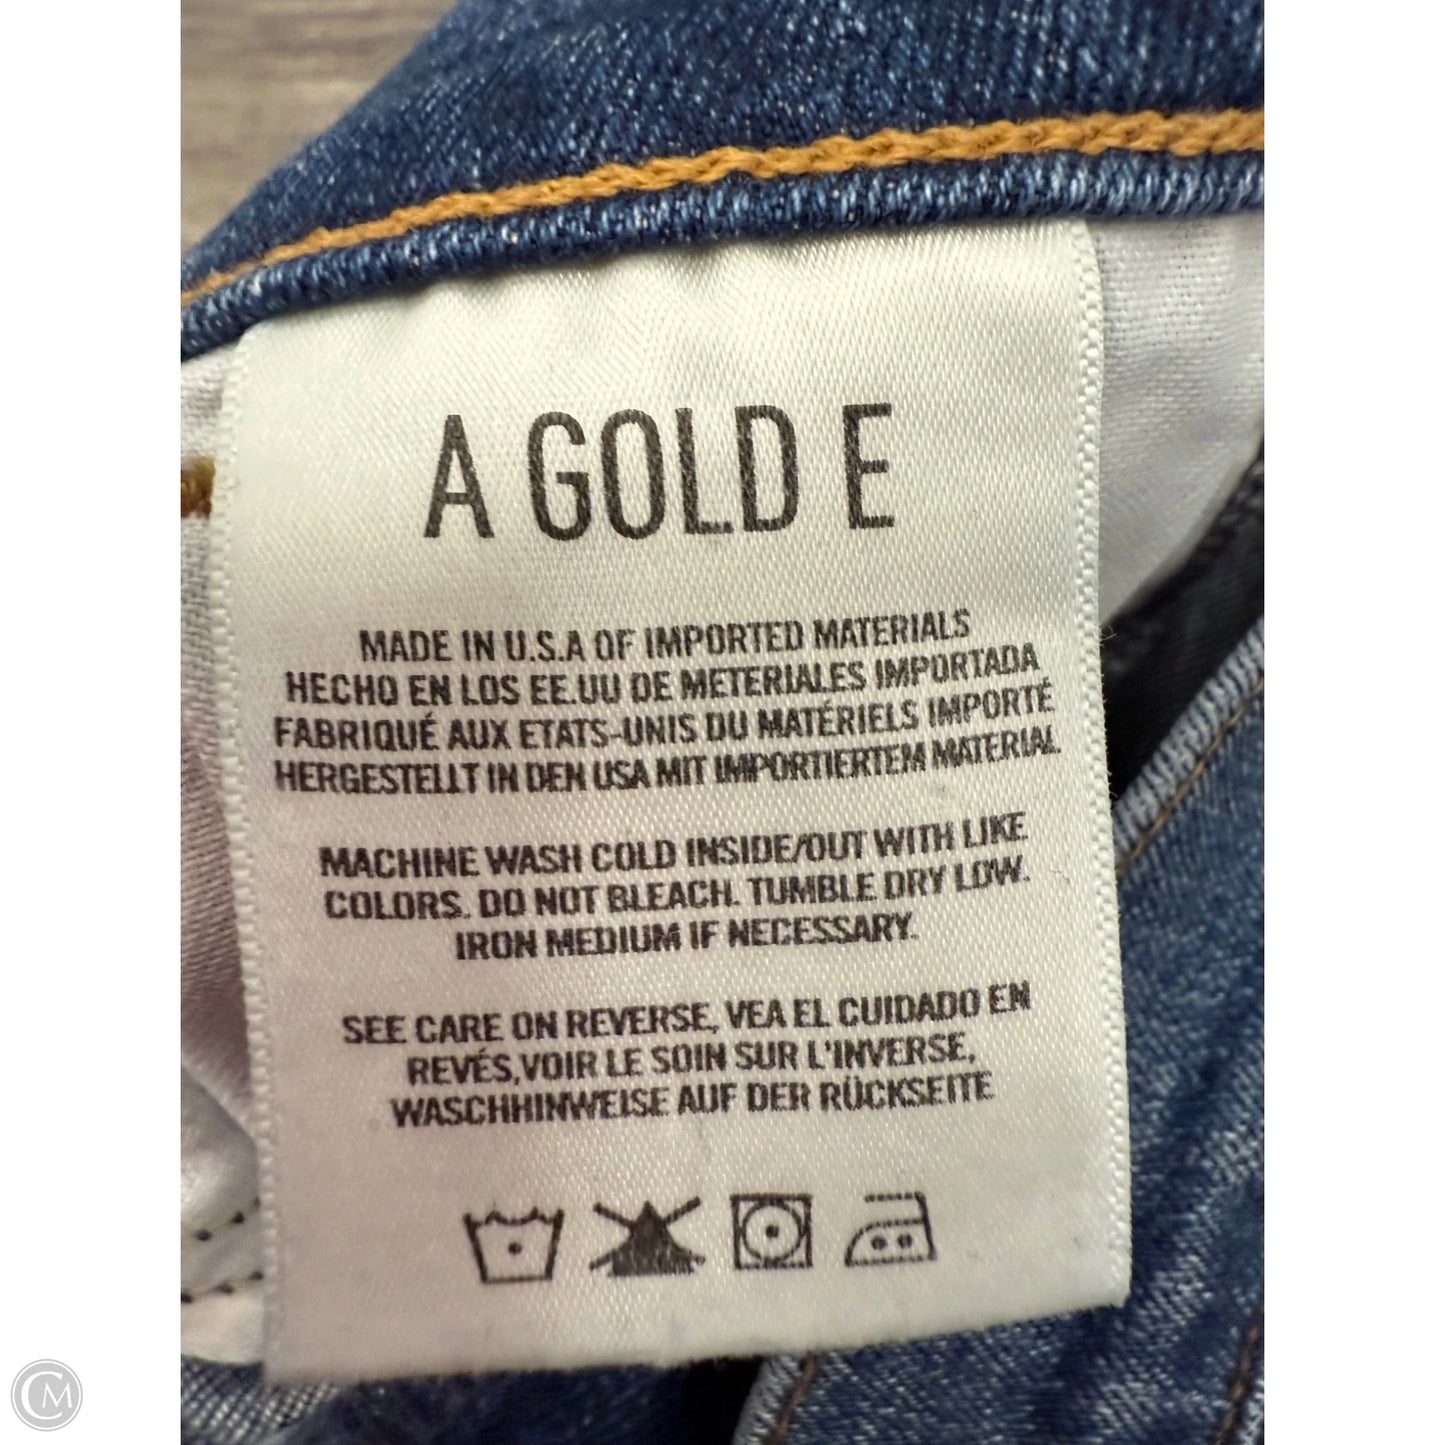 A GOLD E
MADE IN U.S.A OF IMPORTED MATERIALS
HECHO EN LOS EE.UU DE METERIALES IMPORTADA
FABRIQUÉ AUX ETATS-UNIS DU MATÉRIELS IMPORTÉ
HERGESTELLT IN DEN USA MIT IMPORTIERTEM MATERIAL.
MACHINE WASH COLD INSIDE/OUT WITH LIKE
COLORS. DO NOT BLEACH. TUMBLE DRY LOW.
IRON MEDIUM IF NECESSARY.
SEE CARE ON REVERSE, VEA EL CUIDADO EN
REVÉS,VOIR LE SOIN SUR L'INVERSE,
WASCHHINWEISE AUF DER RÜCKSEITE
CM